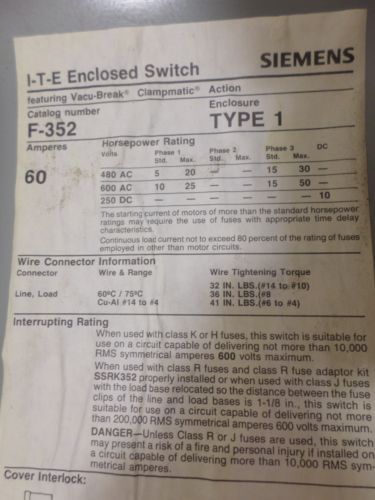 I-T-E Enclosed Switch SIEMENS
featuring Vacu-Break® Clampmatic® Action
Catalog number Enclosure
F-352 TYPE 1
Amperes Horsepower Rating
Volts Phase 1 Phase 2 Phase 3 DC
Std. Max. Std. Max. Std. Max.
60
480 AC 5 20 — — 15 30 —
600 AC 10 25 — — 15 50 —
250 DC — — — — — — 10
The starting current of motors of more than the standard horsepower
ratings may require the use of fuses with appropriate time delay
characteristics.
Continuous load current not to exceed 80 percent of the rating of fuses
employed in other than motor circuits.
Wire Connector Information
Connector Wire & Range Wire Tightening Torque
32 IN. LBS.(#14 to #10)
Line, Load 60ºC / 75ºC 36 IN. LBS.(#8
Cu-Al #14 to #4 41 IN. LBS.(#6 to #4)
Interrupting Rating
When used with class K or H fuses, this switch is suitable for
use on a circuit capable of delivering not more than 10,000
RMS symmetrical amperes 600 volts maximum.
When used with class R fuses and class R fuse adaptor kit
SSRK352 properly installed or when used with class J fuses
with the load base relocated so the distance between the fuse
clips of the line and load bases is 1-1/8 in., this switch is
suitable for use on a circuit capable of delivering not more
than 200,000 RMS symmetrical amperes 600 volts maximum.
DANGER–Unless Class R or J fuses are used, this switch
may present a risk of fire and personal injury if installed on
a circuit capable of delivering more than 10,000 RMS sym-
metrical amperes.
Cover Interlock: